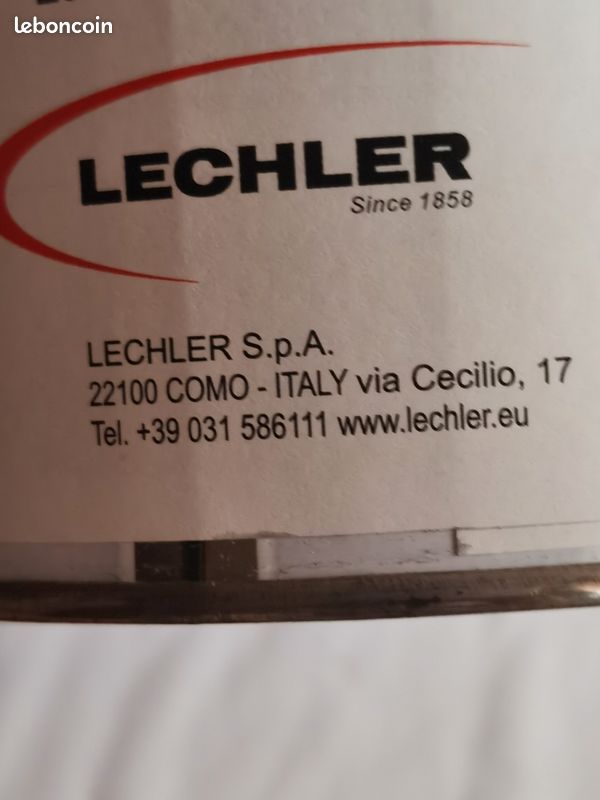 leboncoin
LECHLER
Since 1858
LECHLER S.p.A.
22100 COMO - ITALY via Cecilio, 17
Tel. +39 031 586111 www.lechler.eu